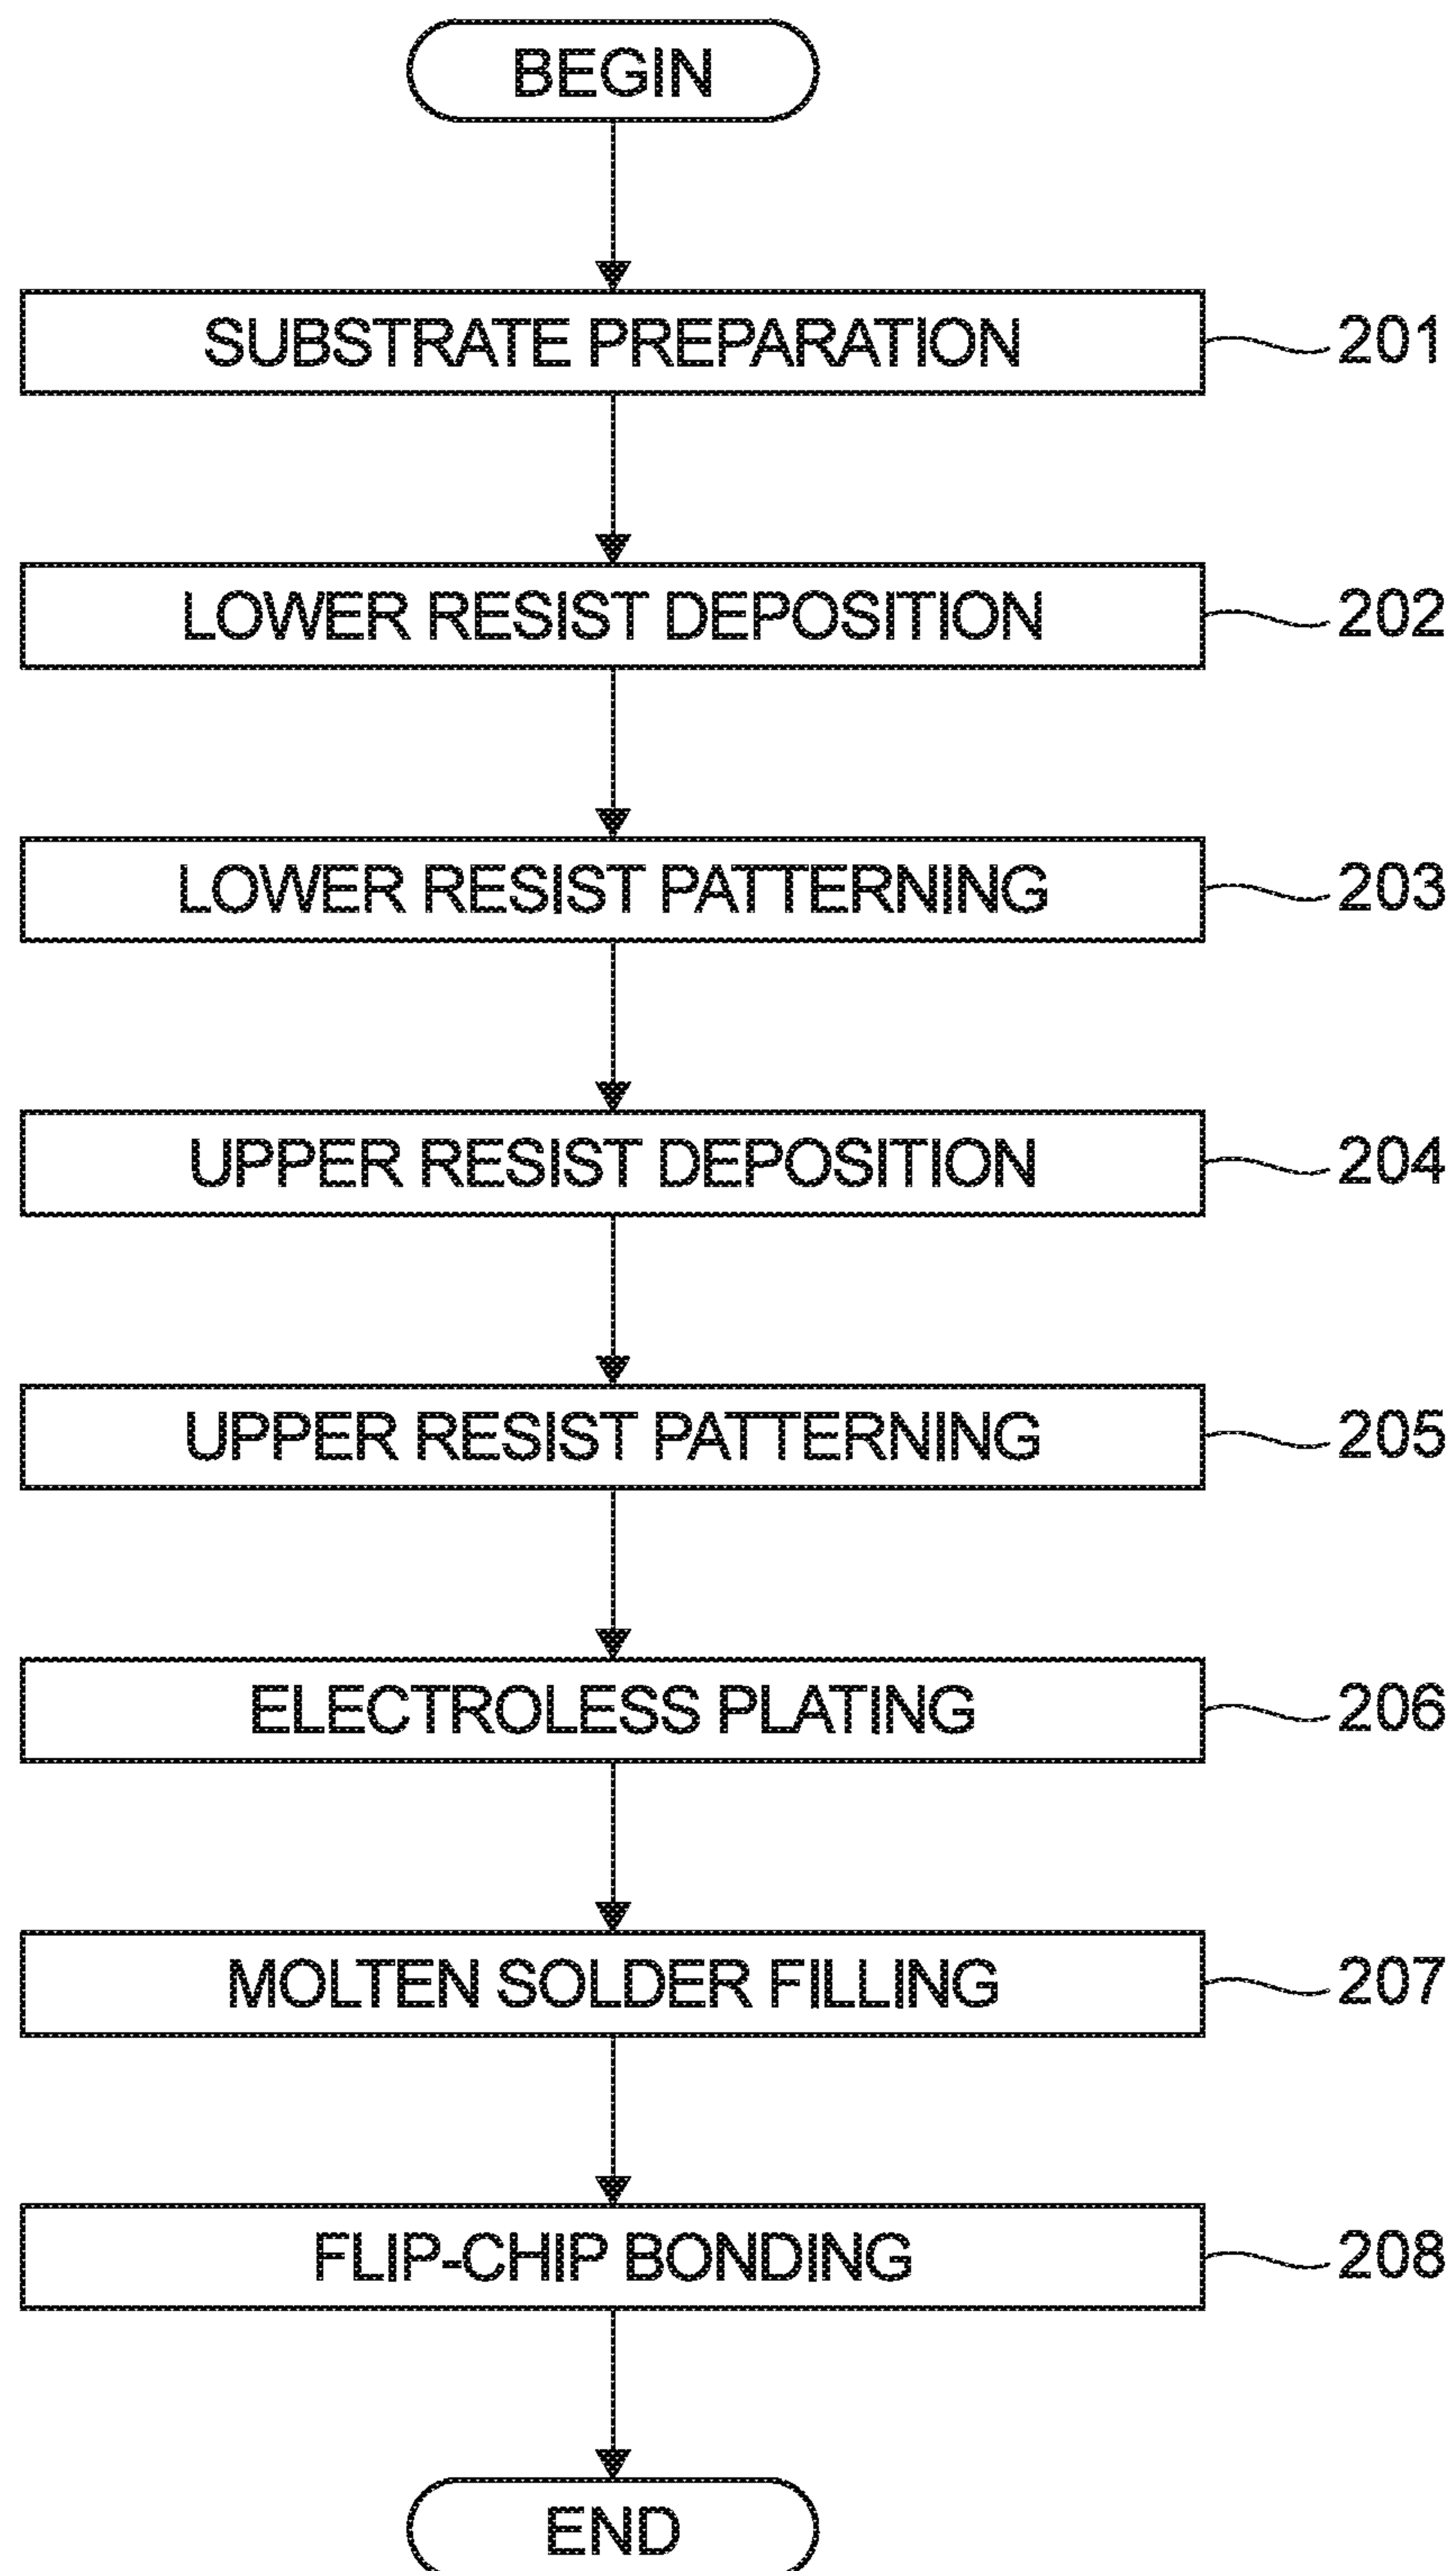 BEGIN
SUBSTRATE PREPARATION 201
LOWER RESIST DEPOSITION 202
LOWER RESIST PATTERNING 203
UPPER RESIST DEPOSITION 204
UPPER RESIST PATTERNING 205
ELECTROLESS PLATING 206
MOLTEN SOLDER FILLING 207
FLIP-CHIP BONDING 208
END